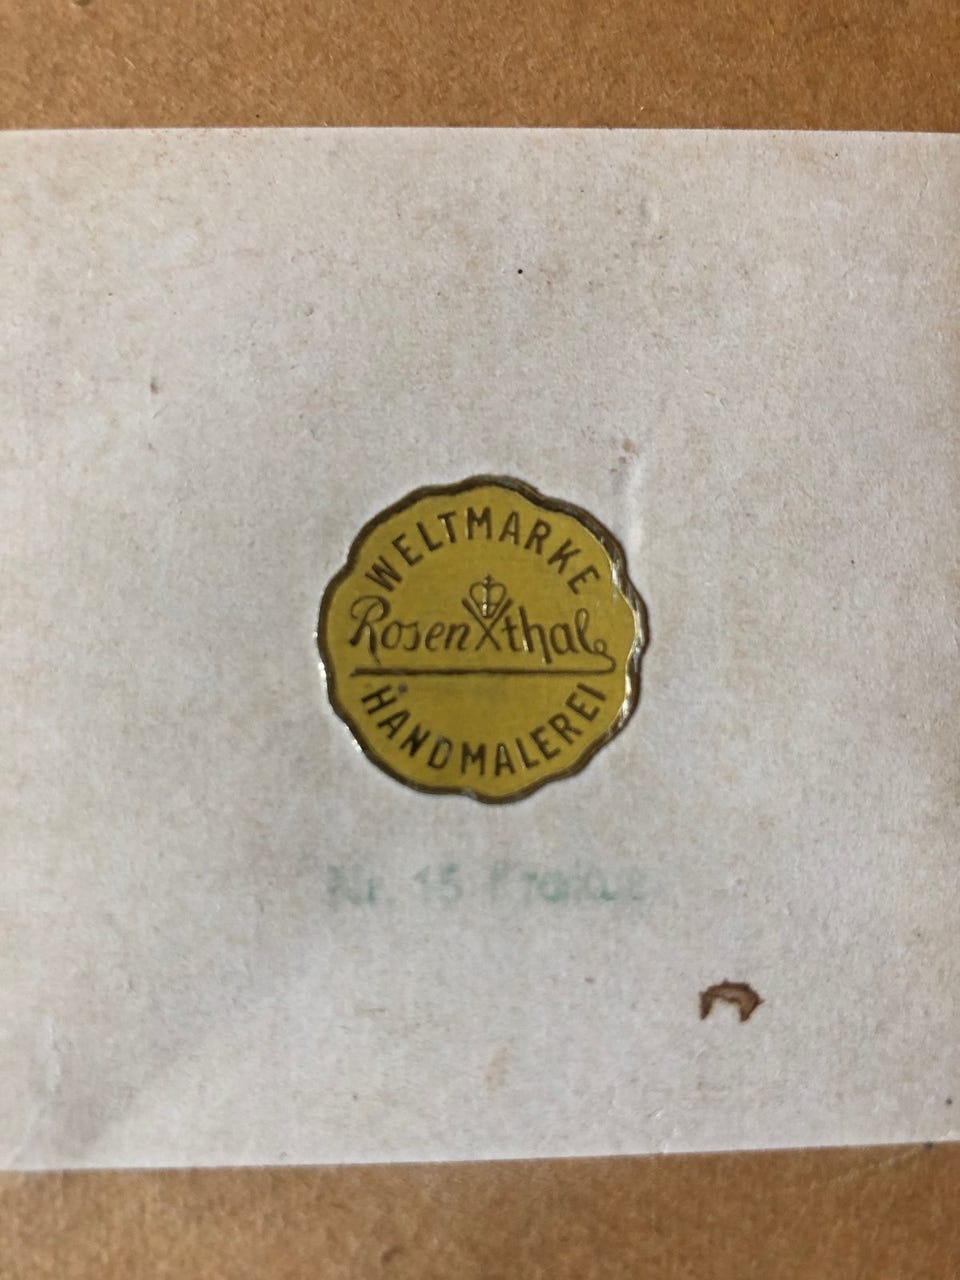 WELTMARKE
Rosenthal
HANDMALEREI
Nr. 15